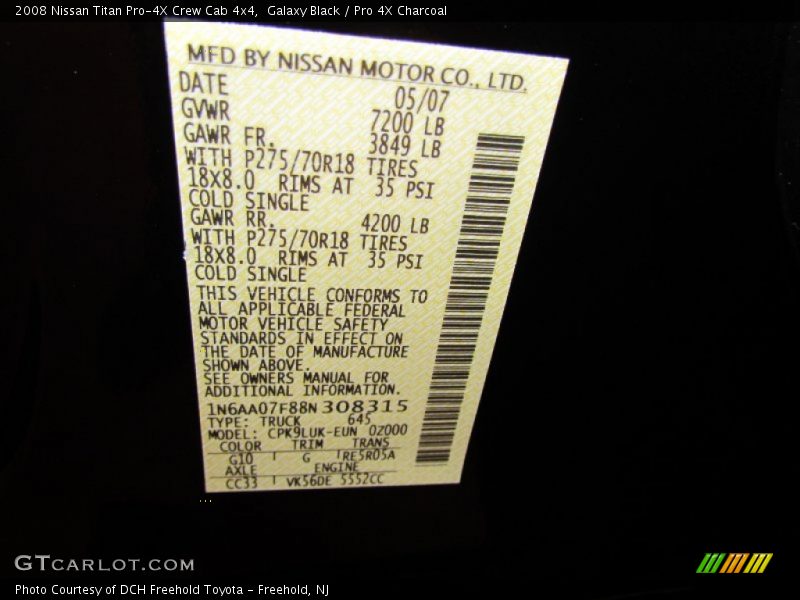 2008 Nissan Titan Pro-4X Crew Cab 4x4,  Galaxy Black / Pro 4X Charcoal
MFD BY NISSAN MOTOR CO., LTD.
DATE 05/07
GVWR 7200 LB
GAWR FR. 3849 LB
WITH P275/70R18 TIRES
18X8.0 RIMS AT 35 PSI
COLD SINGLE
GAWR RR. 4200 LB
WITH P275/70R18 TIRES
18X8.0 RIMS AT 35 PSI
COLD SINGLE
THIS VEHICLE CONFORMS TO
ALL APPLICABLE FEDERAL
MOTOR VEHICLE SAFETY
STANDARDS IN EFFECT ON
THE DATE OF MANUFACTURE
SHOWN ABOVE.
SEE OWNERS MANUAL FOR
ADDITIONAL INFORMATION.
1N6AA07F88N308315
TYPE: TRUCK 645
MODEL: CPK9LUK-EUN 0Z000
COLOR TRIM TRANS
G10 G RE5R05A
AXLE ENGINE
CC33 VK56DE 5552CC
GTCARLOT.COM
Photo Courtesy of DCH Freehold Toyota - Freehold, NJ